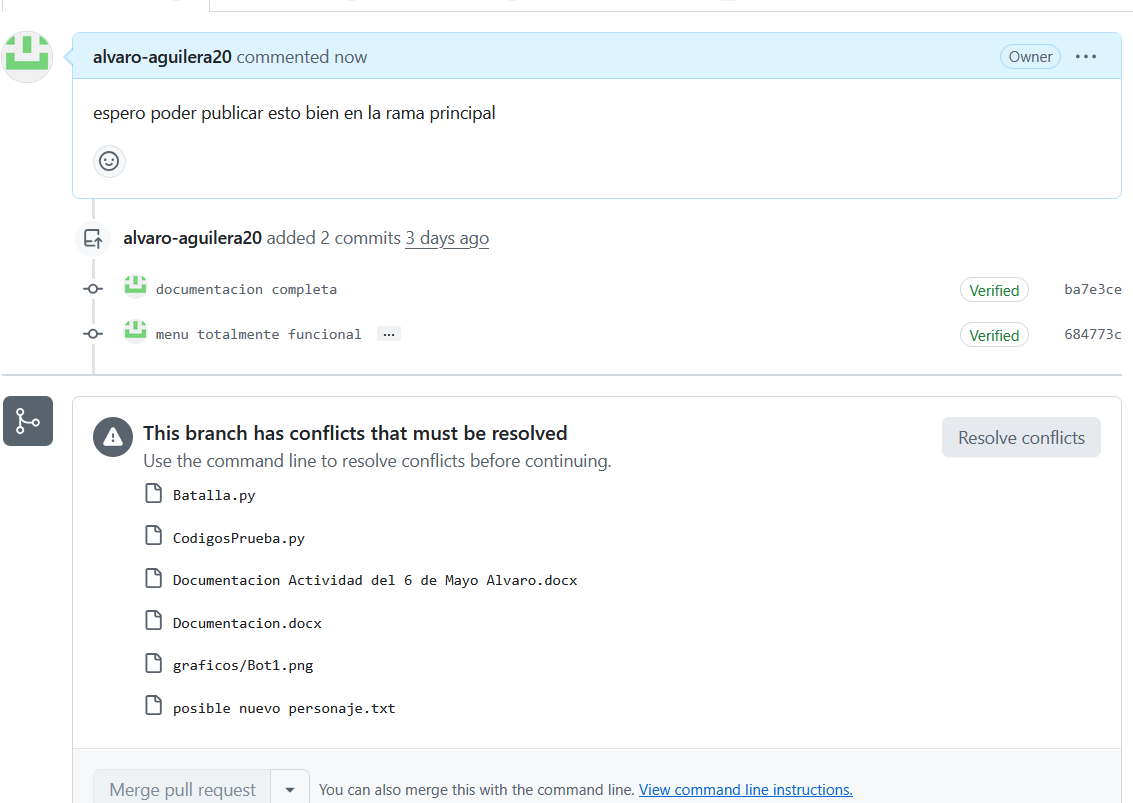 alvaro-aguilera20 commented now
Owner
espero poder publicar esto bien en la rama principal
alvaro-aguilera20 added 2 commits 3 days ago
documentacion completa
Verified
ba7e3ce
menu totalmente funcional
Verified
684773c
This branch has conflicts that must be resolved
Resolve conflicts
Use the command line to resolve conflicts before continuing.
Batalla.py
CodigosPrueba.py
Documentacion Actividad del 6 de Mayo Alvaro.docx
Documentacion.docx
graficos/Bot1.png
posible nuevo personaje.txt
Merge pull request
You can also merge this with the command line. View command line instructions.